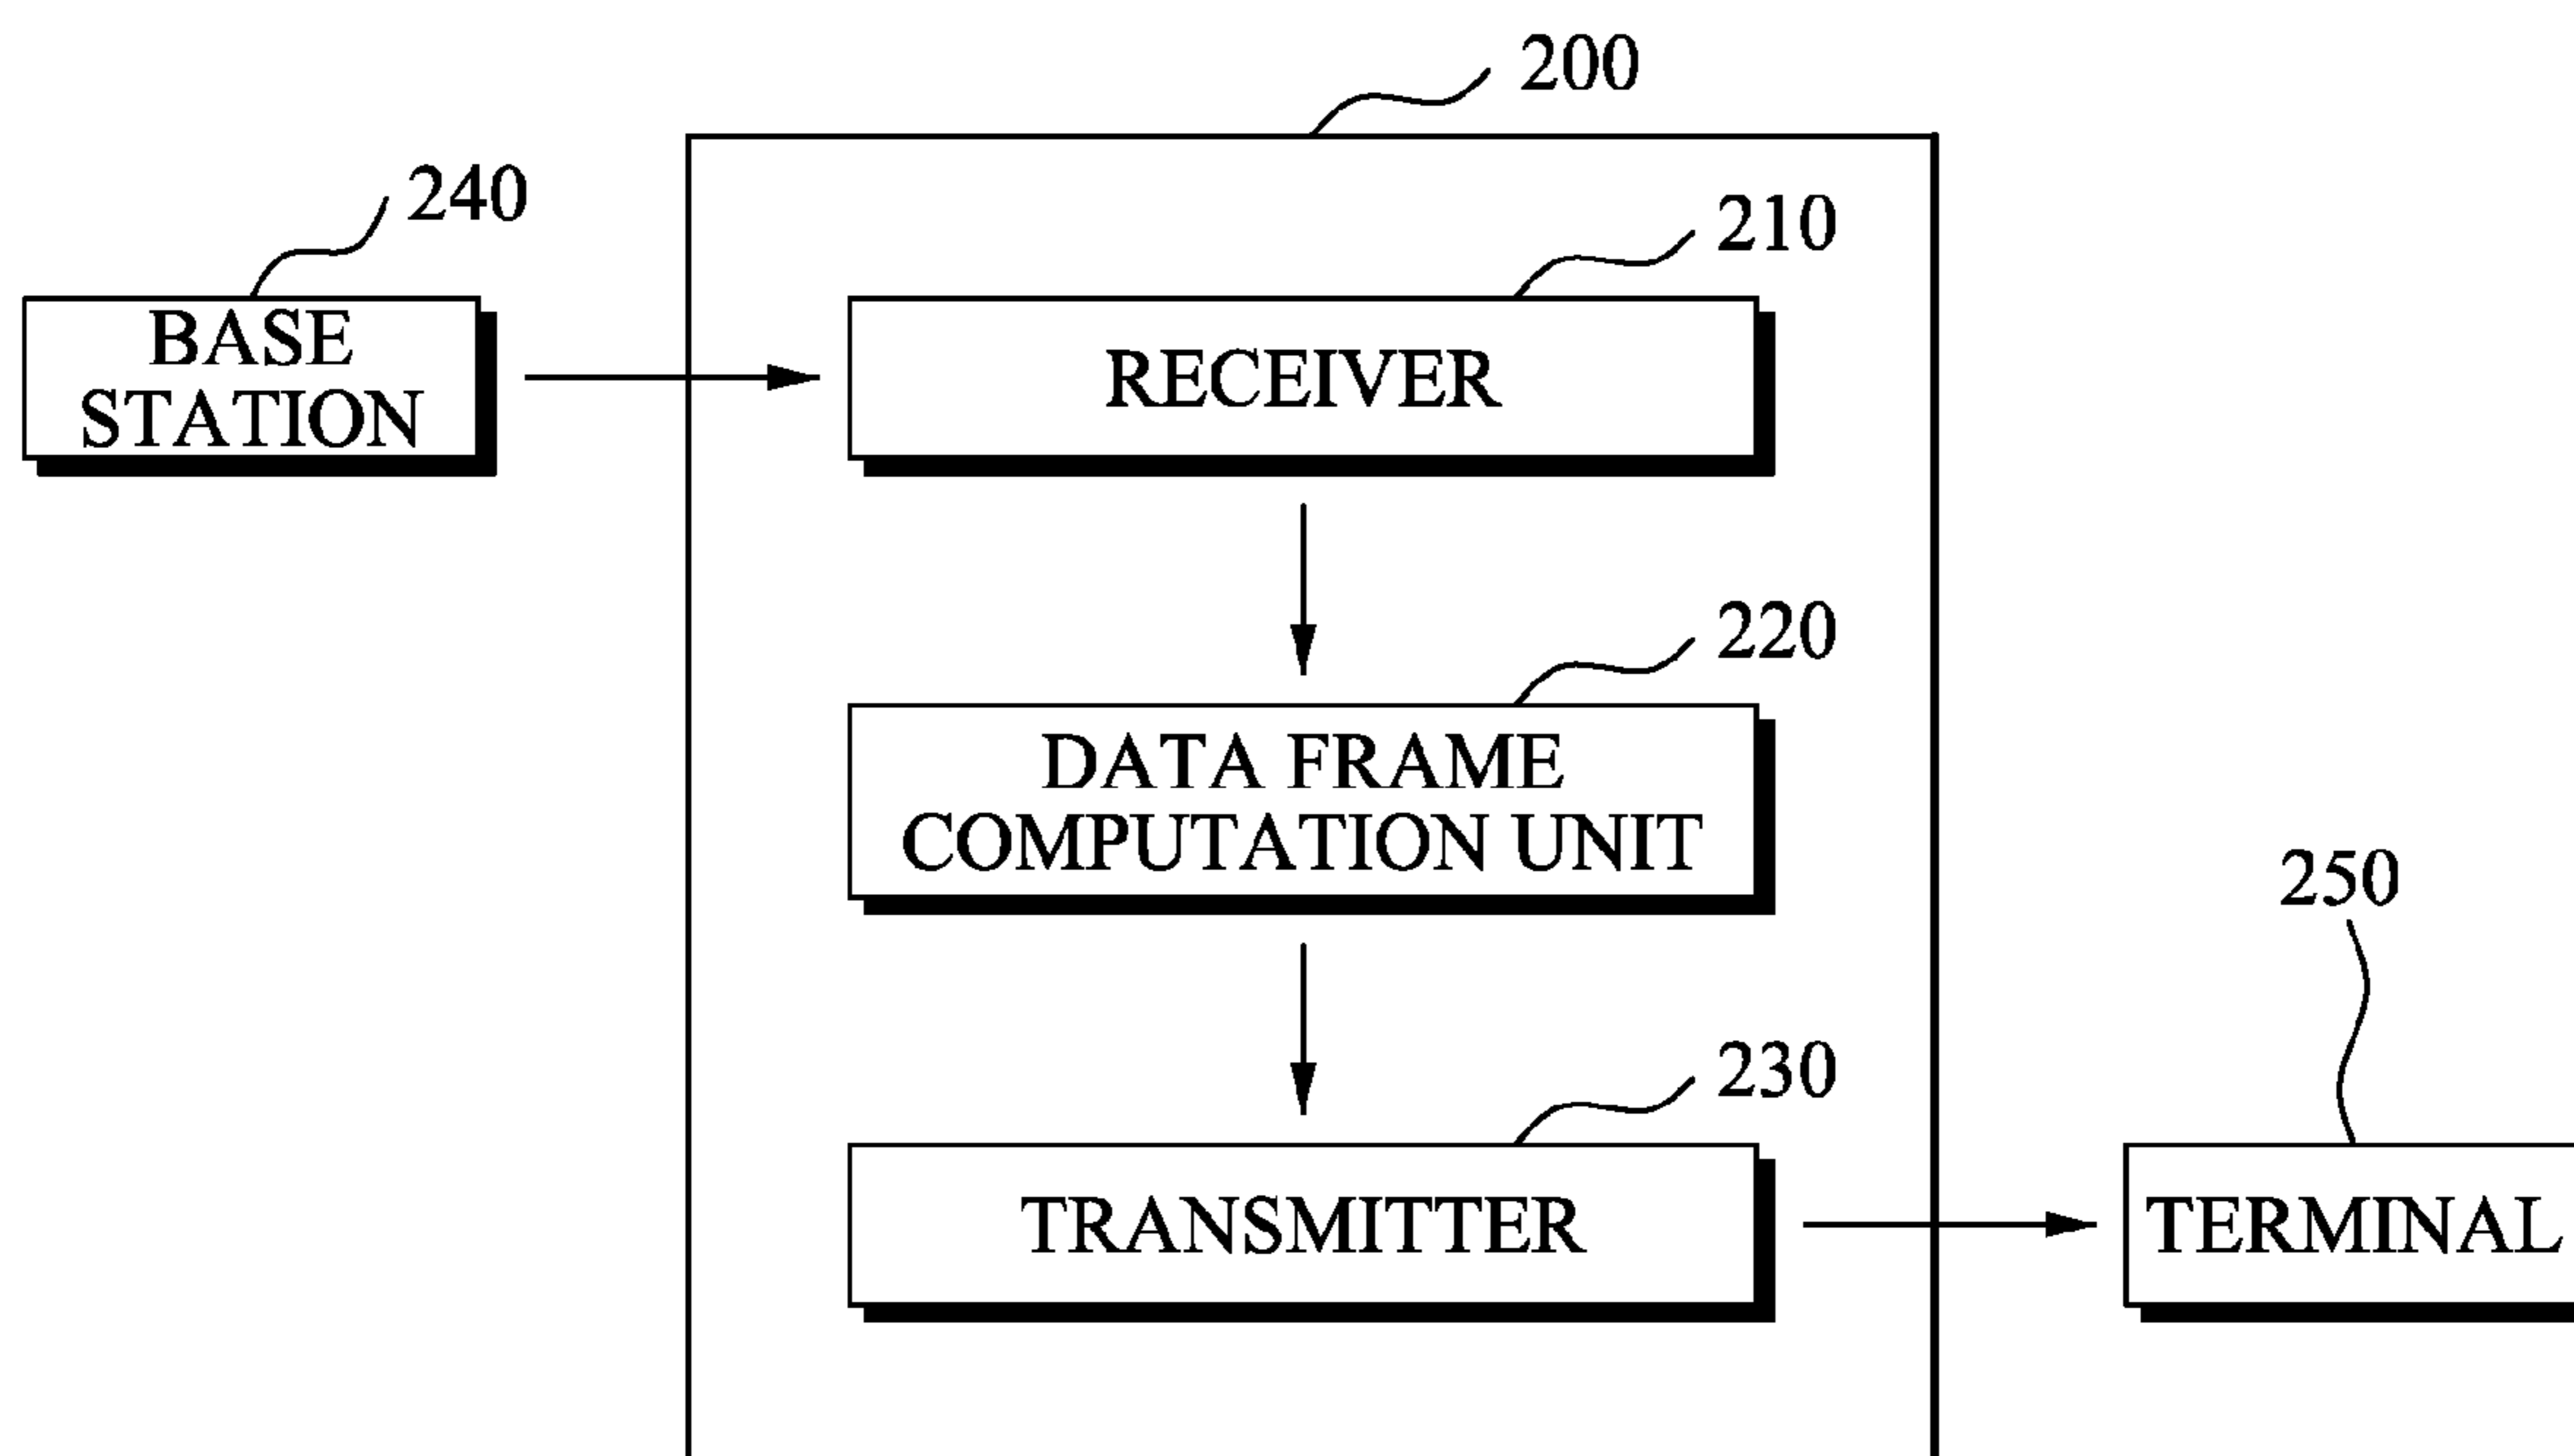 200
240
210
BASE
STATION
RECEIVER
220
DATA FRAME
COMPUTATION UNIT
250
230
TRANSMITTER
TERMINAL